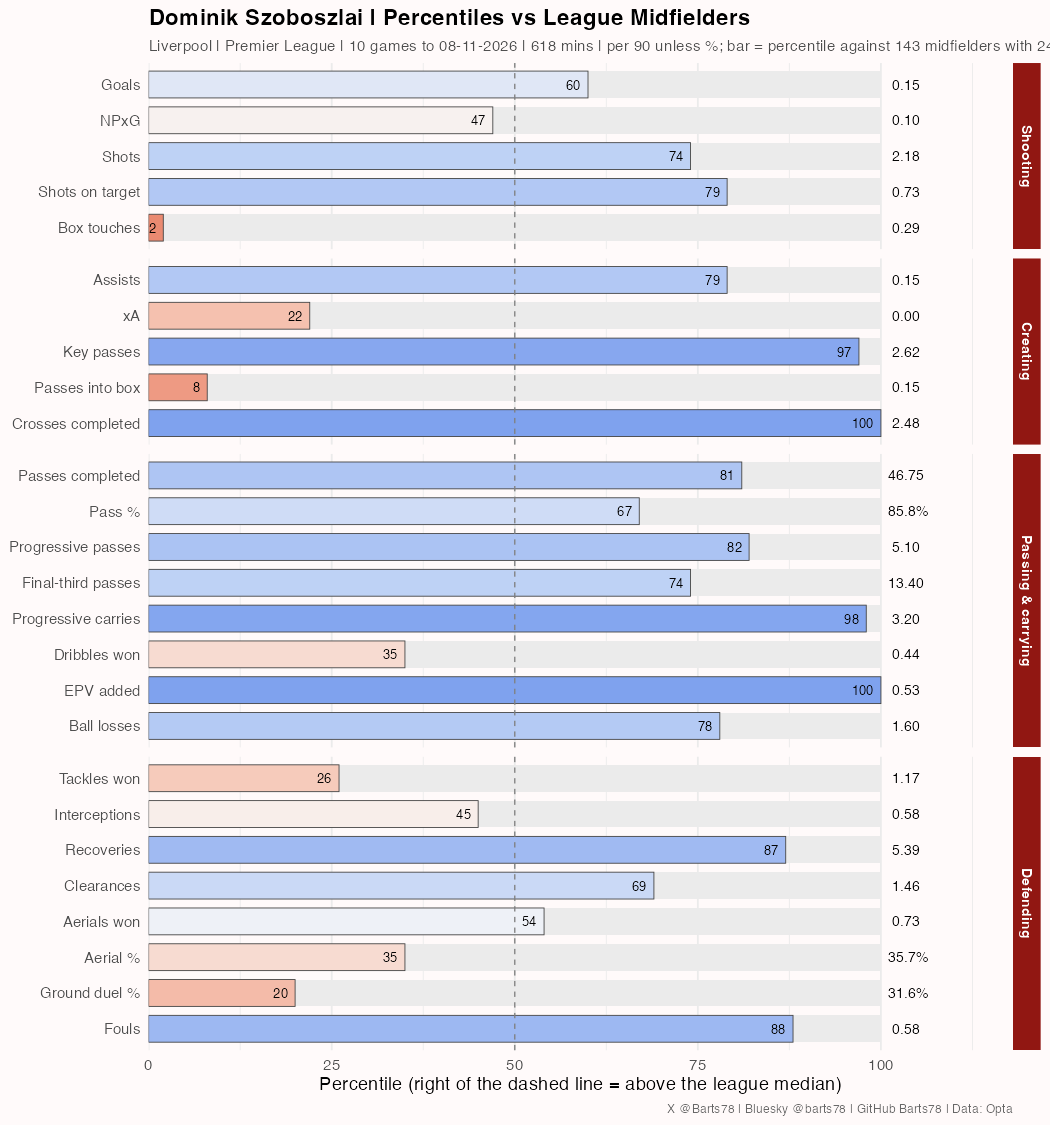 Dominik Szoboszlai | Percentiles vs League Midfielders
Liverpool | Premier League | 10 games to 08-11-2026 | 618 mins | per 90 unless %; bar = percentile against 143 midfielders with 24
Goals 60 0.15
NPxG 47 0.10
Shots 74 2.18
Shots on target 79 0.73
Box touches 2 0.29
Shooting
Assists 79 0.15
xA 22 0.00
Key passes 97 2.62
Passes into box 8 0.15
Crosses completed 100 2.48
Creating
Passes completed 81 46.75
Pass % 67 85.8%
Progressive passes 82 5.10
Final-third passes 74 13.40
Progressive carries 98 3.20
Dribbles won 35 0.44
EPV added 100 0.53
Ball losses 78 1.60
Passing & carrying
Tackles won 26 1.17
Interceptions 45 0.58
Recoveries 87 5.39
Clearances 69 1.46
Aerials won 54 0.73
Aerial % 35 35.7%
Ground duel % 20 31.6%
Fouls 88 0.58
Defending
0 25 50 75 100
Percentile (right of the dashed line = above the league median)
X @Barts78 | Bluesky @barts78 | GitHub Barts78 | Data: Opta